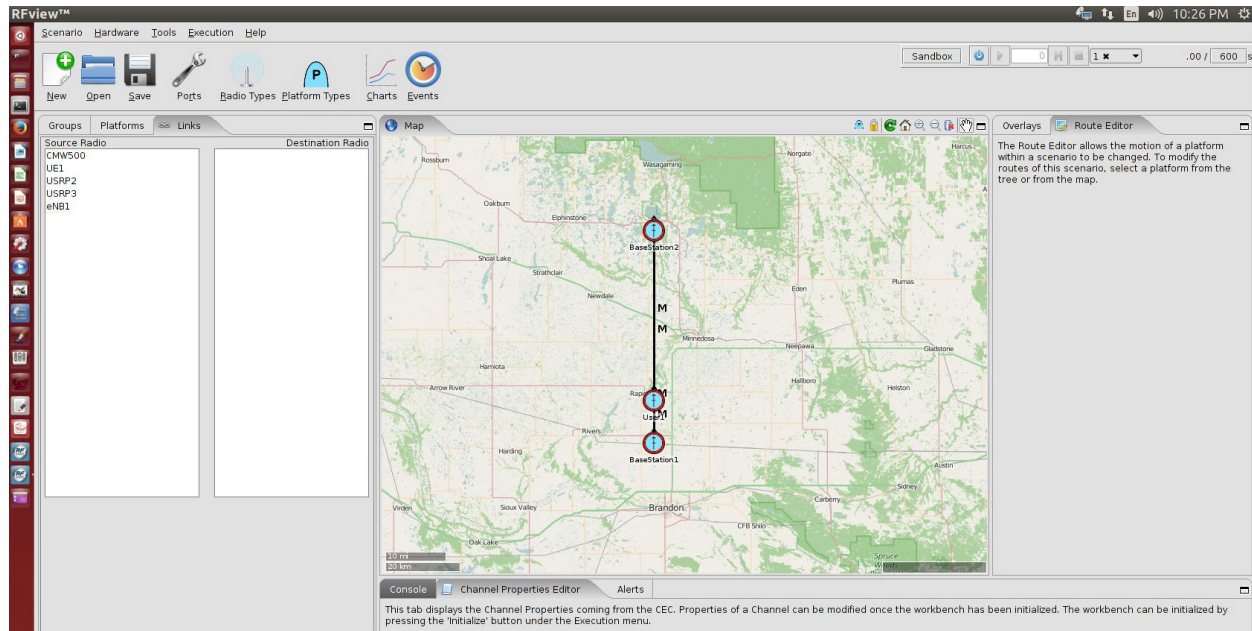 RFview™
En 10:26 PM
Scenario Hardware Tools Execution Help
New Open Save Ports Radio Types Platform Types Charts Events
P
Sandbox 0 1 x .00 / 600 s
Groups Platforms Links
Source Radio Destination Radio
CMW500
UE1
USRP2
USRP3
eNB1
Map
Rossburn
Wasagaming
Norgate
Harcus
Oakburn
Elphinstone
BaseStation2
Shoal Lake
Strathclair
Newdale
Eden
Plumas
M
M
Minnedosa
Neepawa
Gladstone
Hamiota
Arrow River
M
Hallboro
Helston
User1
M
Rivers
BaseStation1
Harding
Austin
Sidney
Virden
Sioux Valley
Brandon
Carberry
CFB Shilo
Oak Lake
Spruce
10 mi
20 km
Overlays Route Editor
The Route Editor allows the motion of a platform
within a scenario to be changed. To modify the
routes of this scenario, select a platform from the
tree or from the map.
Console Channel Properties Editor Alerts
This tab displays the Channel Properties coming from the CEC. Properties of a Channel can be modified once the workbench has been initialized. The workbench can be initialized by
pressing the 'Initialize' button under the Execution menu.